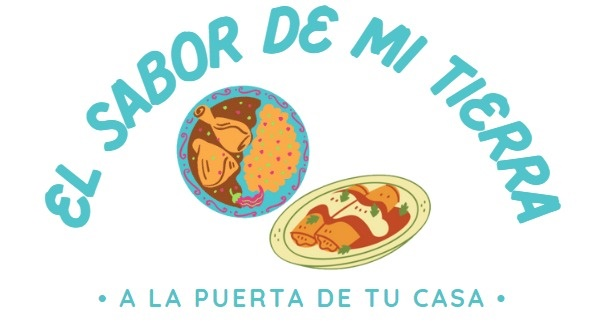 EL SABOR DE MI TIERRA
• A LA PUERTA DE TU CASA •